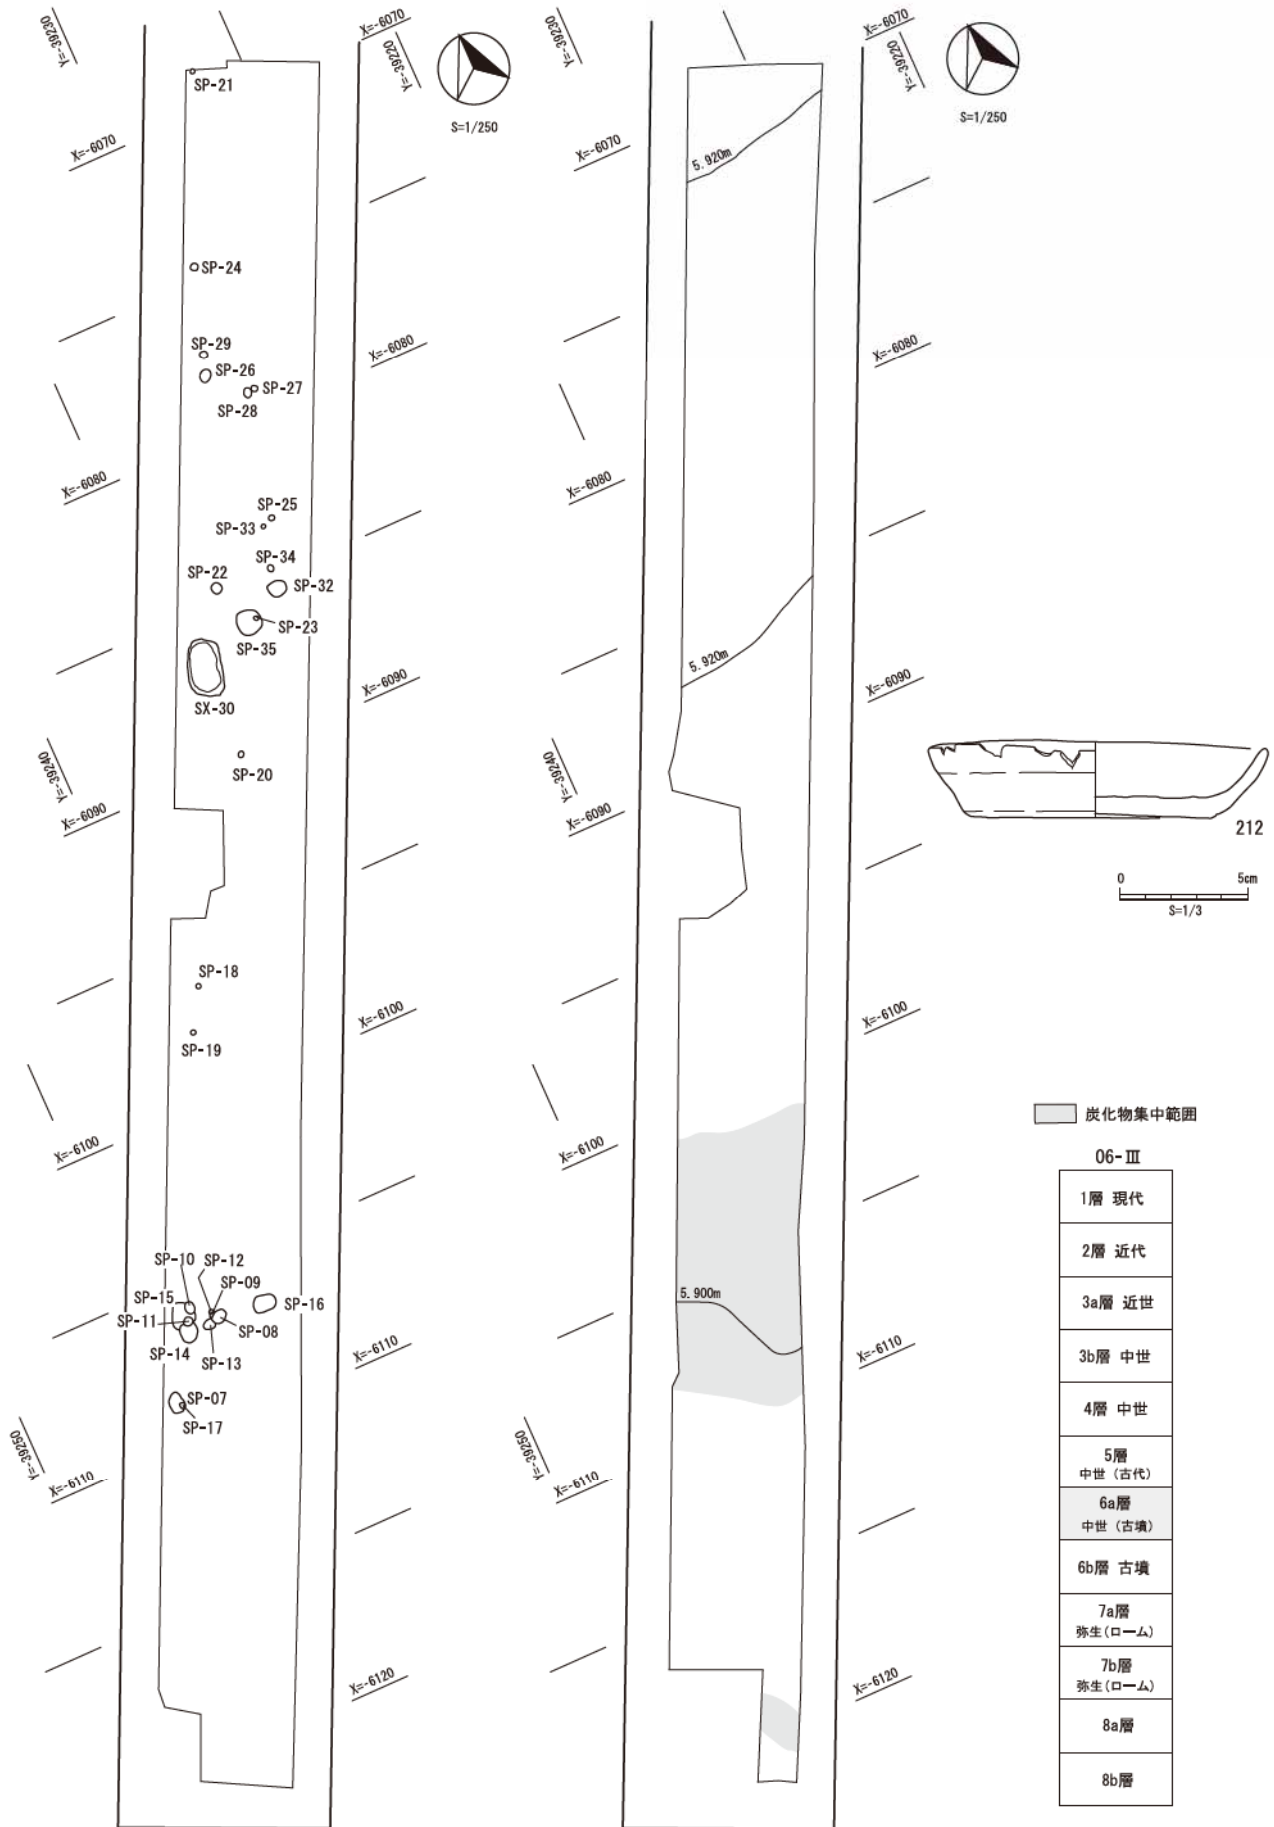 Y=-39230
X=-6070
Y=-39220
S=1/250
SP-21
X=-6070
SP-24
SP-29
SP-26
SP-27
SP-28
X=-6080
X=-6080
SP-25
SP-33
SP-34
SP-22
SP-32
SP-23
SP-35
SX-30
X=-6090
Y=-39240
SP-20
X=-6090
SP-18
SP-19
X=-6100
X=-6100
SP-10
SP-12
SP-09
SP-15
SP-16
SP-11
SP-08
SP-14
SP-13
X=-6110
SP-07
SP-17
Y=-39250
X=-6110
X=-6120
Y=-39230
X=-6070
Y=-39220
S=1/250
X=-6070
5.920m
X=-6080
X=-6080
5.920m
X=-6090
Y=-39240
X=-6090
X=-6100
X=-6100
5.900m
X=-6110
Y=-39250
X=-6110
X=-6120
212
0 5cm
S=1/3
炭化物集中範囲
06-Ⅲ
1層 現代
2層 近代
3a層 近世
3b層 中世
4層 中世
5層
中世（古代）
6a層
中世（古墳）
6b層 古墳
7a層
弥生(ローム)
7b層
弥生(ローム)
8a層
8b層